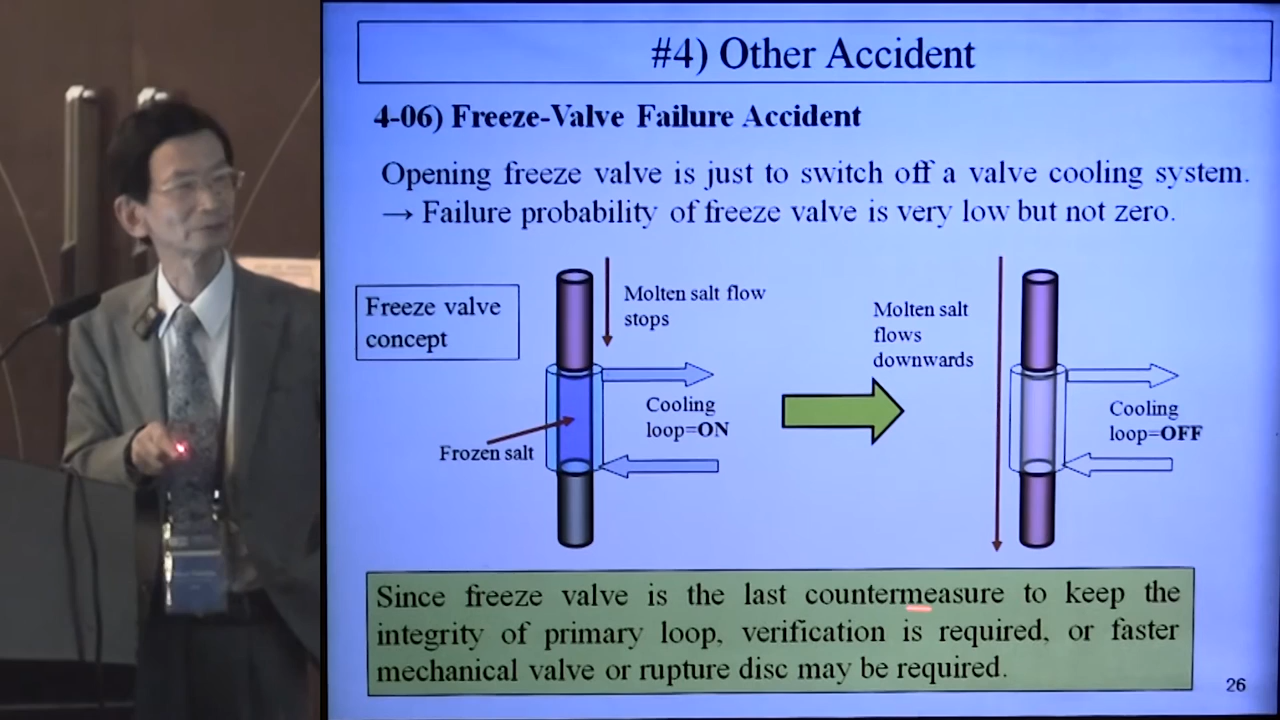 #4) Other Accident
4-06) Freeze-Valve Failure Accident
Opening freeze valve is just to switch off a valve cooling system.
→ Failure probability of freeze valve is very low but not zero.
Freeze valve
concept
Molten salt flow
stops
Cooling
loop=ON
Frozen salt
Molten salt
flows
downwards
Cooling
loop=OFF
Since freeze valve is the last countermeasure to keep the
integrity of primary loop, verification is required, or faster
mechanical valve or rupture disc may be required.
26